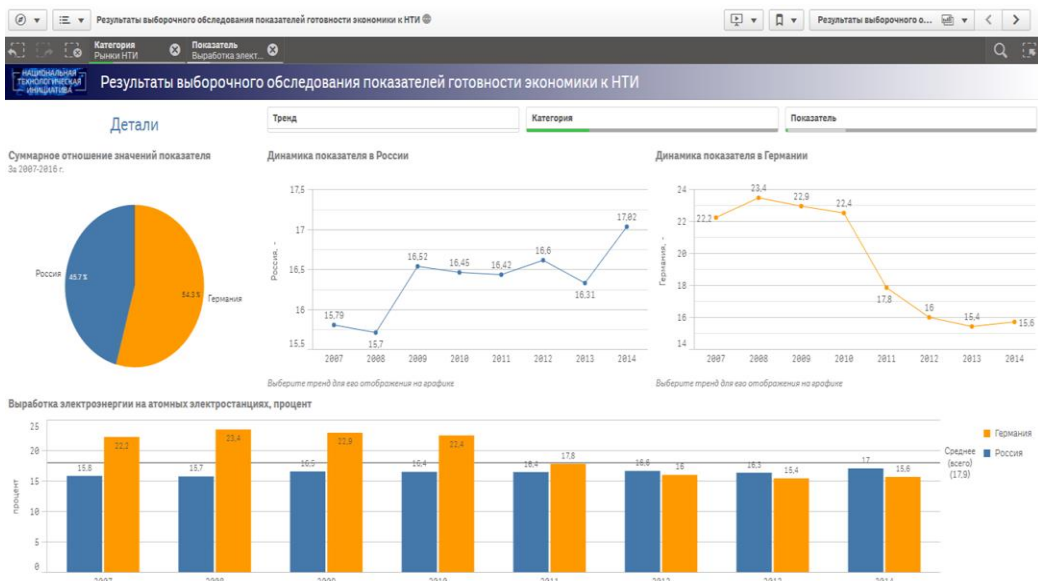 Результаты выборочного обследования показателей готовности экономики к НТИ
Результаты выборочного о...
Категория
Рынки НТИ
Показатель
Выработка элект...
НАЦИОНАЛЬНАЯ
ТЕХНОЛОГИЧЕСКАЯ
ИНИЦИАТИВА
Результаты выборочного обследования показателей готовности экономики к НТИ
Детали
Тренд
Категория
Показатель
Суммарное отношение значений показателя
За 2007-2016 г.
Россия
45.7 %
54.3 %
Германия
Динамика показателя в России
Россия, -
17,5
17
16,5
16
15.5
15,79
15,7
16,52
16,45
16,42
16,6
16,31
17,02
2007 2008 2009 2010 2011 2012 2013 2014
Выберите тренд для его отображения на графике
Динамика показателя в Германии
Германия, -
24
22
20
18
16
14
22,2
23,4
22,9
22,4
17,8
16
15,4
15,6
2007 2008 2009 2010 2011 2012 2013 2014
Выберите тренд для его отображения на графике
Выработка электроэнергии на атомных электростанциях, процент
процент
25
20
15
10
5
0
15,8 22,2 15,7 23,4 16,5 22,9 16,4 22,4 16,4 17,8 16,6 16 16,3 15,4 17 15,6
Среднее
(всего)
(17,9)
Германия
Россия
2007 2008 2009 2010 2011 2012 2013 2014